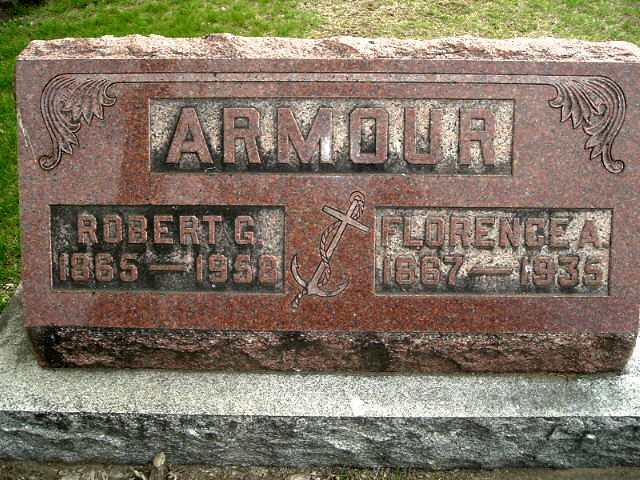 ARMOUR
ROBERT G.
1865–1958
FLORENCE A.
1867–1935